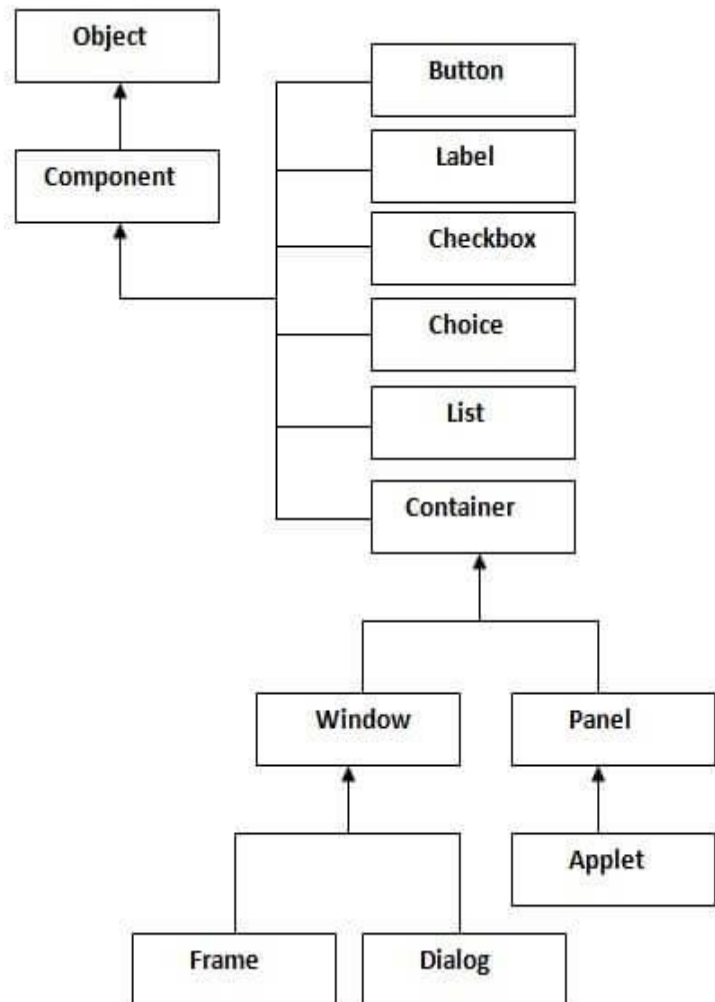 Object
Button
Label
Component
Checkbox
Choice
List
Container
Window
Panel
Applet
Frame
Dialog